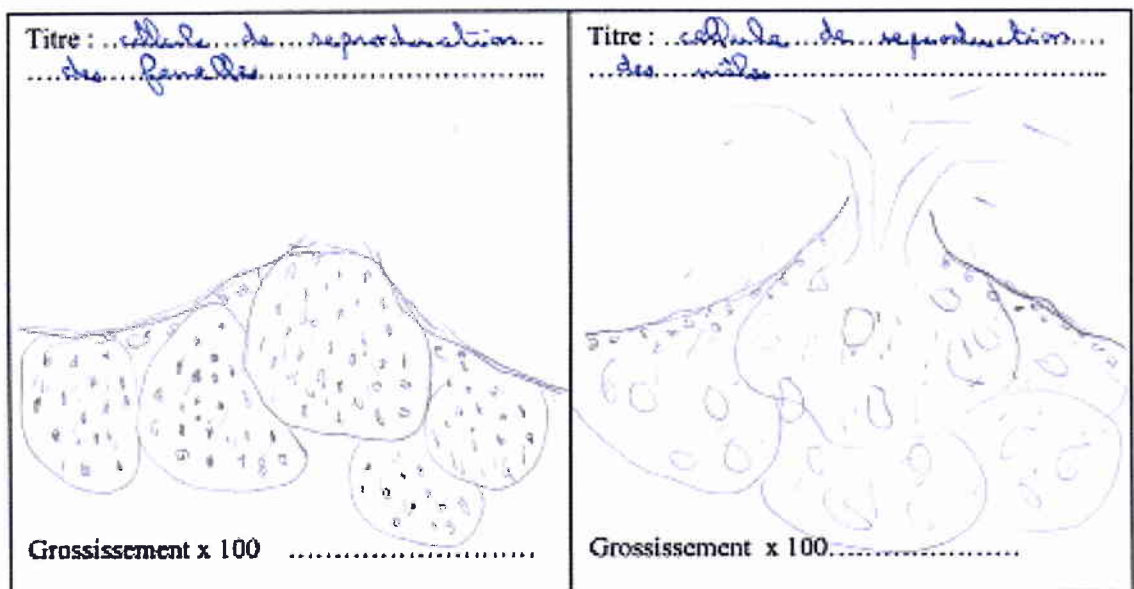 Titre : cellule de reproduction
des femelles
Grossissement x 100
Titre : cellule de reproduction
des mâles
Grossissement x 100